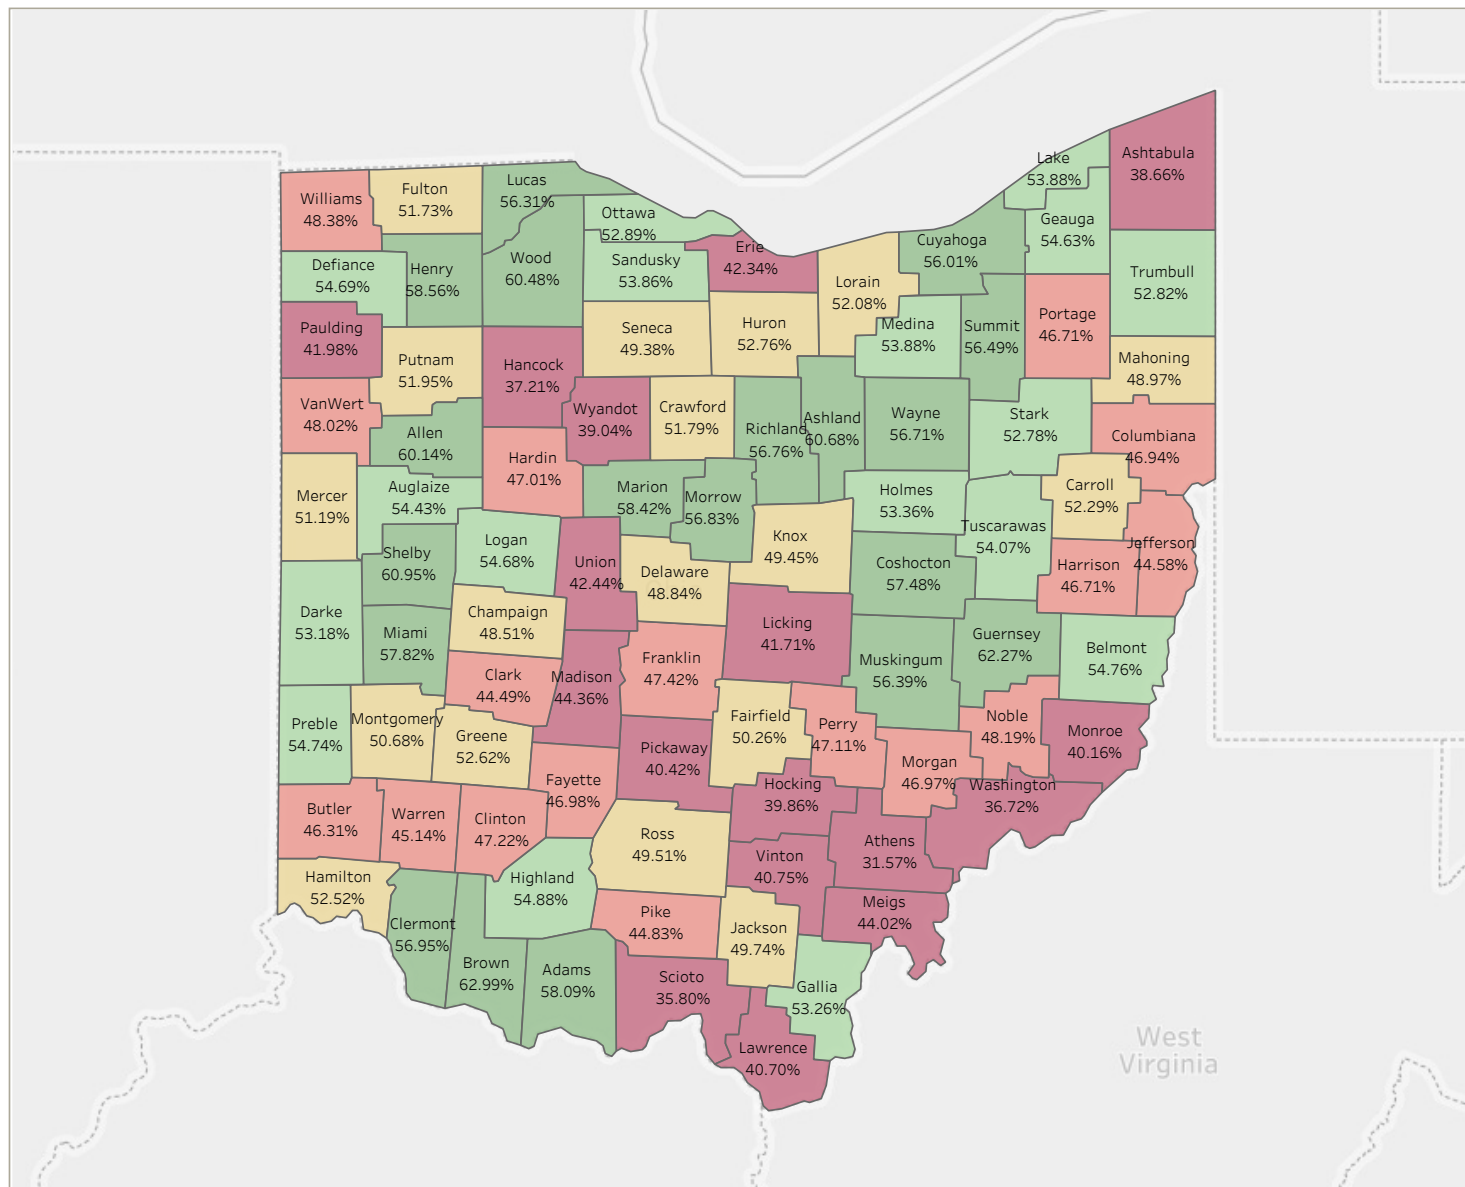 Lake
53.88%
Ashtabula
38.66%
Williams
48.38%
Fulton
51.73%
Lucas
56.31%
Ottawa
52.89%
Geauga
54.63%
Defiance
54.69%
Henry
58.56%
Wood
60.48%
Sandusky
53.86%
Erie
42.34%
Lorain
52.08%
Cuyahoga
56.01%
Trumbull
52.82%
Paulding
41.98%
Putnam
51.95%
Hancock
37.21%
Seneca
49.38%
Huron
52.76%
Medina
53.88%
Summit
56.49%
Portage
46.71%
Mahoning
48.97%
VanWert
48.02%
Allen
60.14%
Wyandot
39.04%
Crawford
51.79%
Richland
56.76%
Ashland
60.68%
Wayne
56.71%
Stark
52.78%
Columbiana
46.94%
Mercer
51.19%
Auglaize
54.43%
Hardin
47.01%
Marion
58.42%
Morrow
56.83%
Holmes
53.36%
Carroll
52.29%
Shelby
60.95%
Logan
54.68%
Union
42.44%
Delaware
48.84%
Knox
49.45%
Coshocton
57.48%
Tuscarawas
54.07%
Harrison
46.71%
Jefferson
44.58%
Darke
53.18%
Miami
57.82%
Champaign
48.51%
Licking
41.71%
Muskingum
56.39%
Guernsey
62.27%
Belmont
54.76%
Clark
44.49%
Madison
44.36%
Franklin
47.42%
Preble
54.74%
Montgomery
50.68%
Greene
52.62%
Pickaway
40.42%
Fairfield
50.26%
Perry
47.11%
Morgan
46.97%
Noble
48.19%
Monroe
40.16%
Fayette
46.98%
Hocking
39.86%
Washington
36.72%
Butler
46.31%
Warren
45.14%
Clinton
47.22%
Ross
49.51%
Vinton
40.75%
Athens
31.57%
Hamilton
52.52%
Highland
54.88%
Meigs
44.02%
Clermont
56.95%
Pike
44.83%
Jackson
49.74%
Brown
62.99%
Adams
58.09%
Scioto
35.80%
Gallia
53.26%
Lawrence
40.70%
West
Virginia